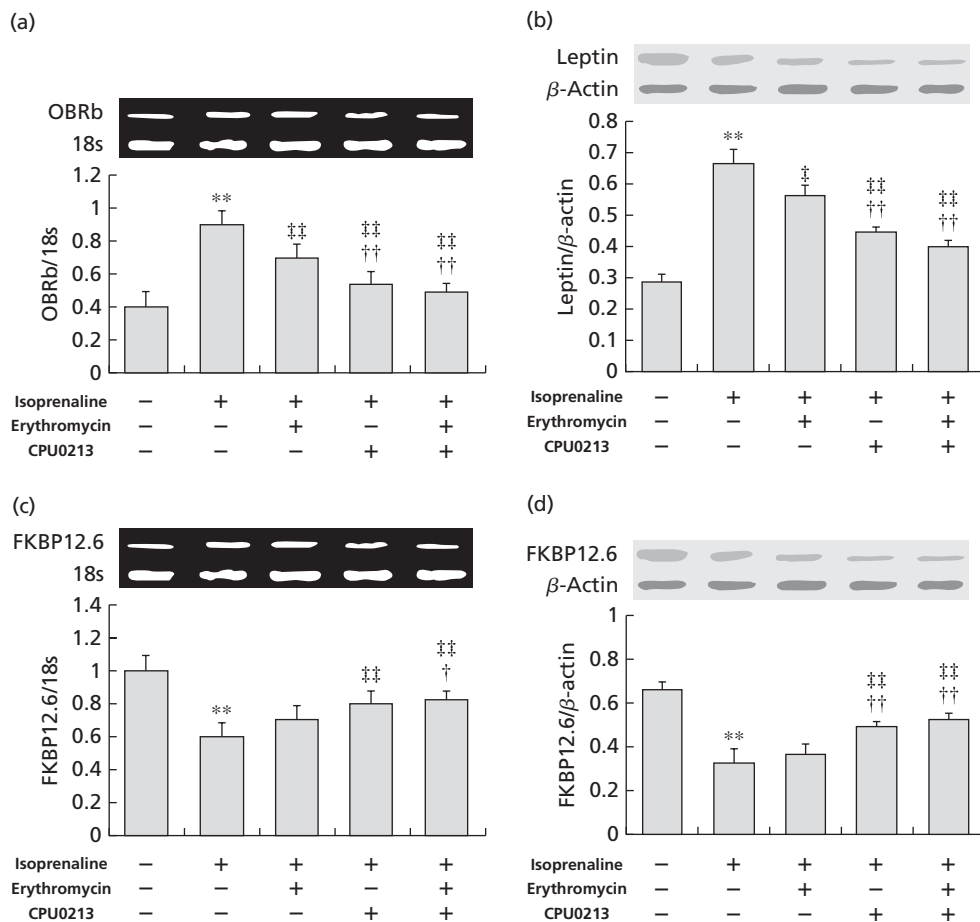 (a)
OBRb
18s
1.2
1
0.8
0.6
0.4
0.2
0
OBRb/18s
**
‡‡
‡‡
††
‡‡
††
Isoprenaline − + + + +
Erythromycin − − + − +
CPU0213 − − − + +
(b)
Leptin
β-Actin
0.8
0.7
0.6
0.5
0.4
0.3
0.2
0.1
0
Leptin/β-actin
**
‡
‡‡
††
‡‡
††
Isoprenaline − + + + +
Erythromycin − − + − +
CPU0213 − − − + +
(c)
FKBP12.6
18s
1.4
1.2
1
0.8
0.6
0.4
0.2
0
FKBP12.6/18s
**
‡‡
‡‡
†
Isoprenaline − + + + +
Erythromycin − − + − +
CPU0213 − − − + +
(d)
FKBP12.6
β-Actin
1
0.8
0.6
0.4
0.2
0
FKBP12.6/β-actin
**
‡‡
††
‡‡
††
Isoprenaline − + + + +
Erythromycin − − + − +
CPU0213 − − − + +